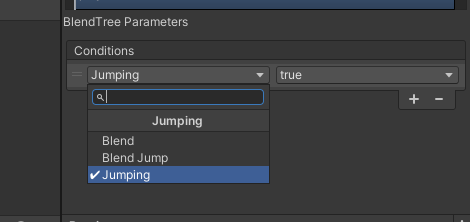 BlendTree Parameters
Conditions
Jumping true
Jumping
Blend
Blend Jump
Jumping